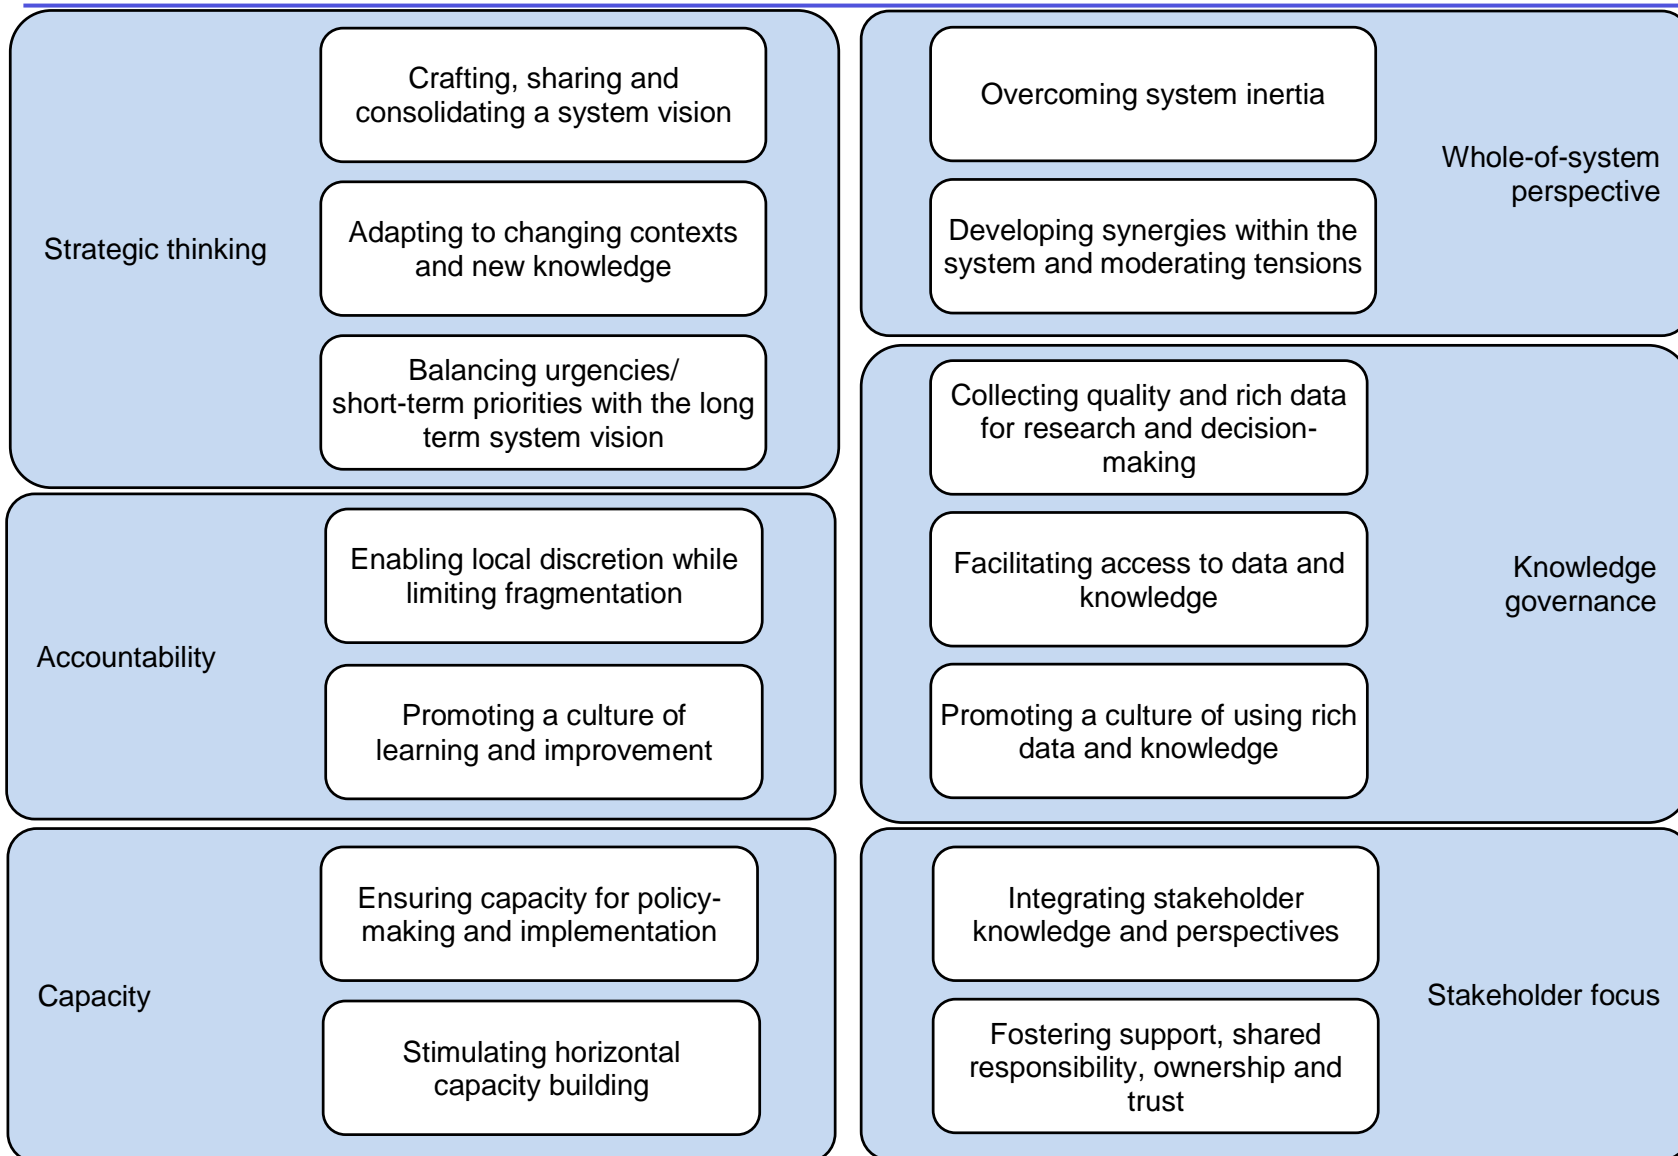 Strategic thinking
Crafting, sharing and
consolidating a system vision
Adapting to changing contexts
and new knowledge
Balancing urgencies/
short-term priorities with the long
term system vision
Accountability
Enabling local discretion while
limiting fragmentation
Promoting a culture of
learning and improvement
Capacity
Ensuring capacity for policy-
making and implementation
Stimulating horizontal
capacity building
Overcoming system inertia
Developing synergies within the
system and moderating tensions
Whole-of-system
perspective
Collecting quality and rich data
for research and decision-
making
Facilitating access to data and
knowledge
Promoting a culture of using rich
data and knowledge
Knowledge
governance
Integrating stakeholder
knowledge and perspectives
Fostering support, shared
responsibility, ownership and
trust
Stakeholder focus